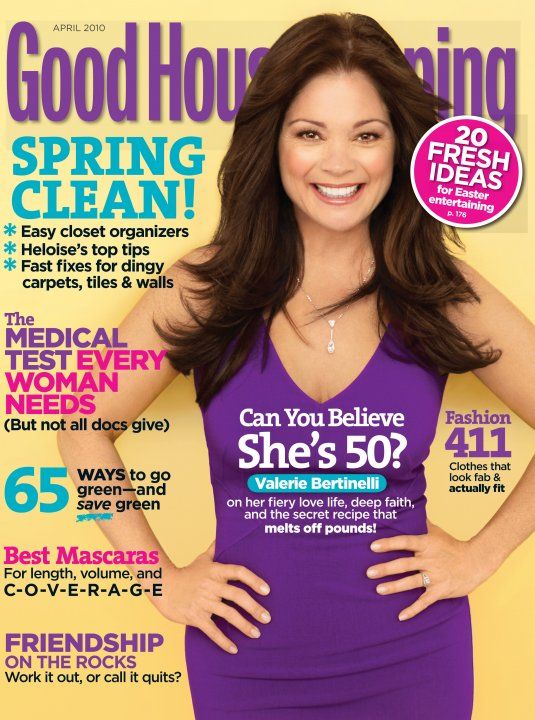 APRIL 2010
Good Hou ping
SPRING
CLEAN!
* Easy closet organizers
* Heloise's top tips
* Fast fixes for dingy
carpets, tiles & walls
20
FRESH
IDEAS
for Easter
entertaining
p. 176
The
MEDICAL
TEST EVERY
WOMAN
NEEDS
(But not all docs give)
65 WAYS to go
green—and
save green
Best Mascaras
For length, volume, and
C-O-V-E-R-A-G-E
FRIENDSHIP
ON THE ROCKS
Work it out, or call it quits?
Can You Believe
She's 50?
Valerie Bertinelli
on her fiery love life, deep faith,
and the secret recipe that
melts off pounds!
Fashion
411
Clothes that
look fab &
actually fit